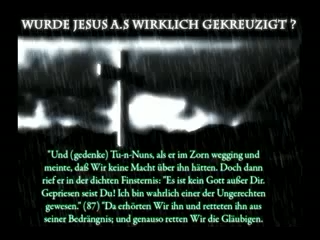 WURDE JESUS A.S WIRKLICH GEKREUZIGT ?
"Und (gedenke) Tu-n-Nuns, als er im Zorn wegging und
meinte, daß Wir keine Macht über ihn hätten. Doch dann
rief er in der dichten Finsternis: "Es ist kein Gott außer Dir.
Gepriesen seist Du! Ich bin wahrlich einer der Ungerechten
gewesen." (87) "Da erhörten Wir ihn und retteten ihn aus
seiner Bedrängnis; und genauso retten Wir die Gläubigen.